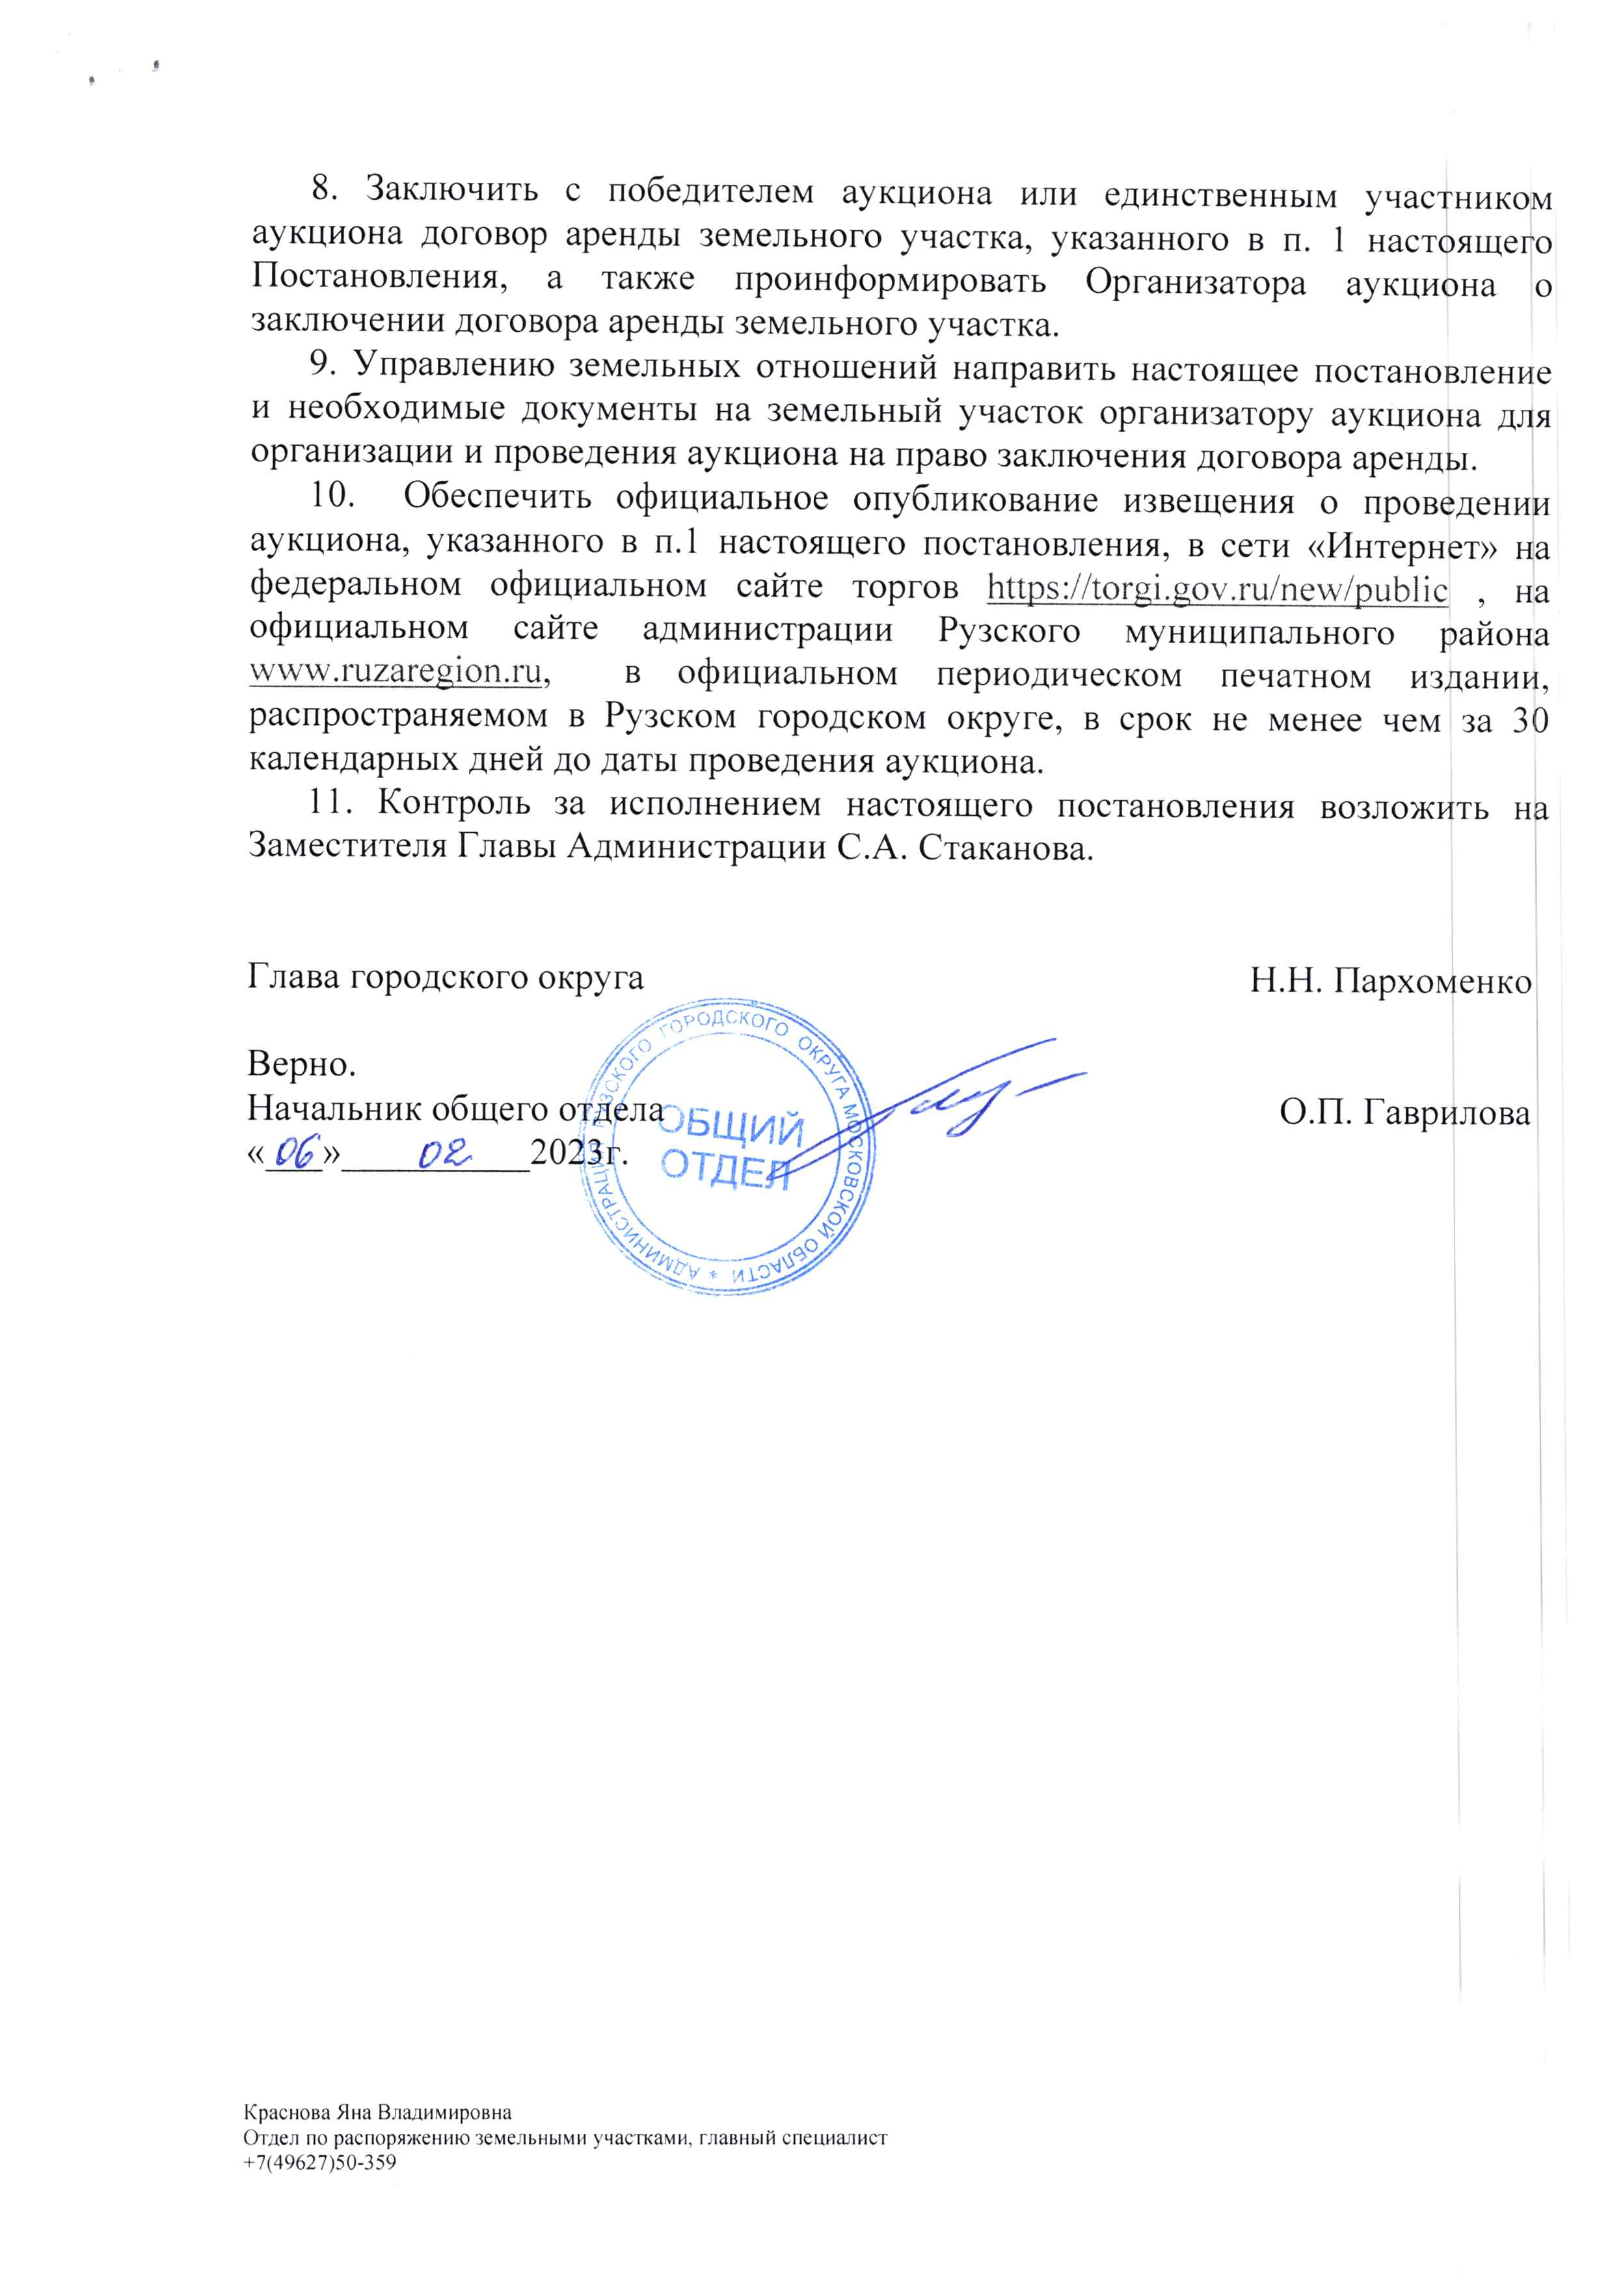 8. Заключить с победителем аукциона или единственным участником
аукциона договор аренды земельного участка, указанного в п. 1 настоящего
Постановления, а также проинформировать Организатора аукциона о
заключении договора аренды земельного участка.
9. Управлению земельных отношений направить настоящее постановление
и необходимые документы на земельный участок организатору аукциона для
организации и проведения аукциона на право заключения договора аренды.
10. Обеспечить официальное опубликование извещения о проведении
аукциона, указанного в п.1 настоящего постановления, в сети «Интернет» на
федеральном официальном сайте торгов https://torgi.gov.ru/new/public , на
официальном сайте администрации Рузского муниципального района
www.ruzaregion.ru, в официальном периодическом печатном издании,
распространяемом в Рузском городском округе, в срок не менее чем за 30
календарных дней до даты проведения аукциона.
11. Контроль за исполнением настоящего постановления возложить на
Заместителя Главы Администрации С.А. Стаканова.
Глава городского округа Н.Н. Пархоменко
Верно.
Начальник общего отдела О.П. Гаврилова
«06» 02 2023г.
АДМИНИСТРАЦИЯ РУЗСКОГО ГОРОДСКОГО ОКРУГА МОСКОВСКОЙ ОБЛАСТИ *
ОБЩИЙ
ОТДЕЛ
Краснова Яна Владимировна
Отдел по распоряжению земельными участками, главный специалист
+7(49627)50-359